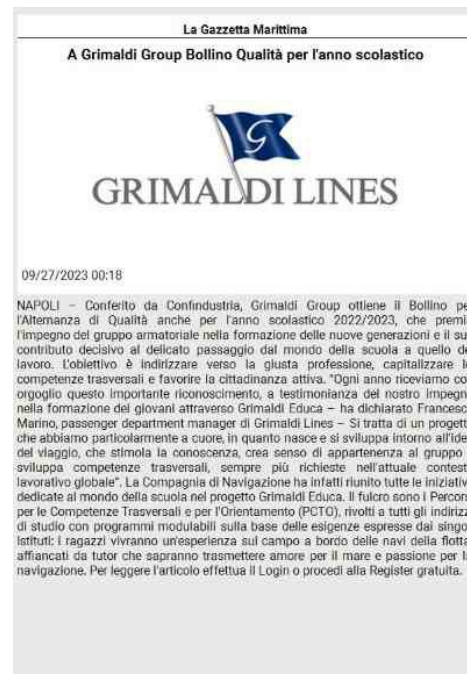 La Gazzetta Marittima
A Grimaldi Group Bollino Qualità per l'anno scolastico
G
GRIMALDI LINES
09/27/2023 00:18
NAPOLI – Conferito da Confindustria, Grimaldi Group ottiene il Bollino pe
l'Alternanza di Qualità anche per l'anno scolastico 2022/2023, che premi
l'impegno del gruppo armatoriale nella formazione delle nuove generazioni e il su
contributo decisivo al delicato passaggio dal mondo della scuola a quello de
lavoro. L'obiettivo è indirizzare verso la giusta professione, capitalizzare l
competenze trasversali e favorire la cittadinanza attiva. "Ogni anno riceviamo co
orgoglio questo importante riconoscimento, a testimonianza del nostro impegn
nella formazione dei giovani attraverso Grimaldi Educa – ha dichiarato Francesc
Marino, passenger department manager di Grimaldi Lines – Si tratta di un progett
che abbiamo particolarmente a cuore, in quanto nasce e si sviluppa intorno all'ide
del viaggio, che stimola la conoscenza, crea senso di appartenenza al gruppo
sviluppa competenze trasversali, sempre più richieste nell'attuale contest
lavorativo globale". La Compagnia di Navigazione ha infatti riunito tutte le iniziativ
dedicate al mondo della scuola nel progetto Grimaldi Educa. Il fulcro sono i Percors
per le Competenze Trasversali e per l'Orientamento (PCTO), rivolti a tutti gli indirizz
di studio con programmi modulabili sulla base delle esigenze espresse dai singo
Istituti: i ragazzi vivranno un'esperienza sul campo a bordo delle navi della flotta
affiancati da tutor che sapranno trasmettere amore per il mare e passione per l
navigazione. Per leggere l'articolo effettua il Login o procedi alla Register gratuita.